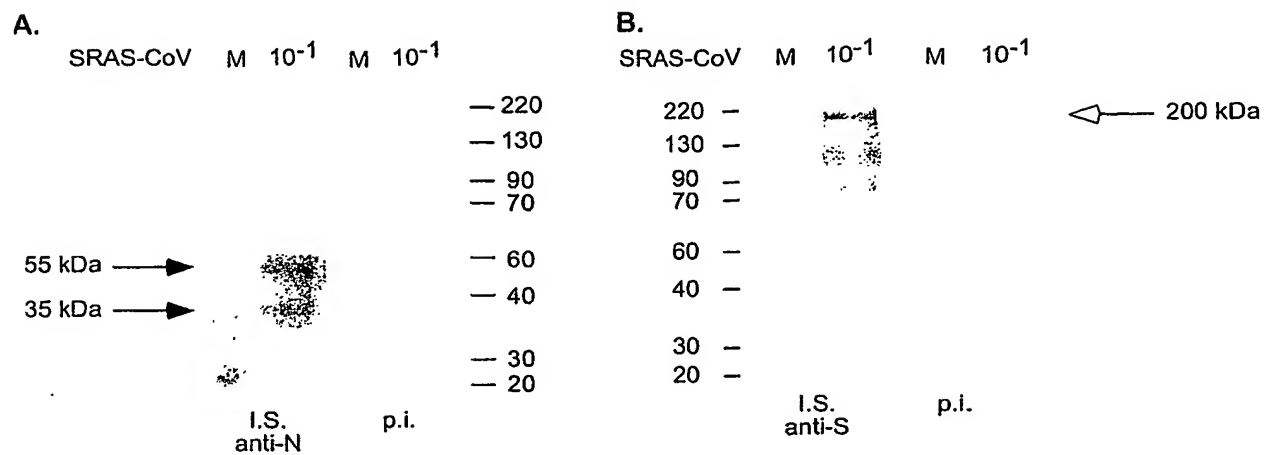 A.
SRAS-CoV M 10-1 M 10-1
220
130
90
70
55 kDa
60
35 kDa
40
30
20
I.S. p.i.
anti-N
B.
SRAS-CoV M 10-1 M 10-1
220
200 kDa
130
90
70
60
40
30
20
I.S. p.i.
anti-S